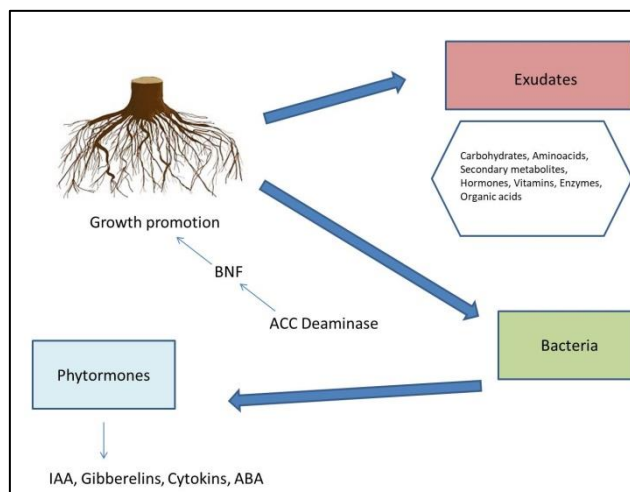 Exudates
Carbohydrates, Aminoacids,
Secondary metabolites,
Hormones, Vitamins, Enzymes,
Organic acids
Growth promotion
BNF
ACC Deaminase
Bacteria
Phytormones
IAA, Gibberelins, Cytokins, ABA